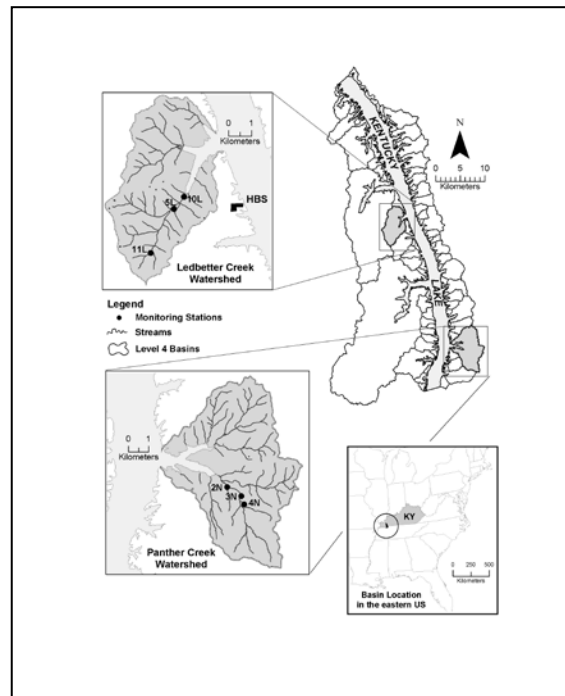 0 1
Kilometers
HBS
10L
5L
11L
Ledbetter Creek
Watershed
KENTUCKY
LAKE
N
0 5 10
Kilometers
Legend
Monitoring Stations
Streams
Level 4 Basins
0 1
Kilometers
2N
3N
4N
Panther Creek
Watershed
KY
0 250 500
Kilometers
Basin Location
in the eastern US